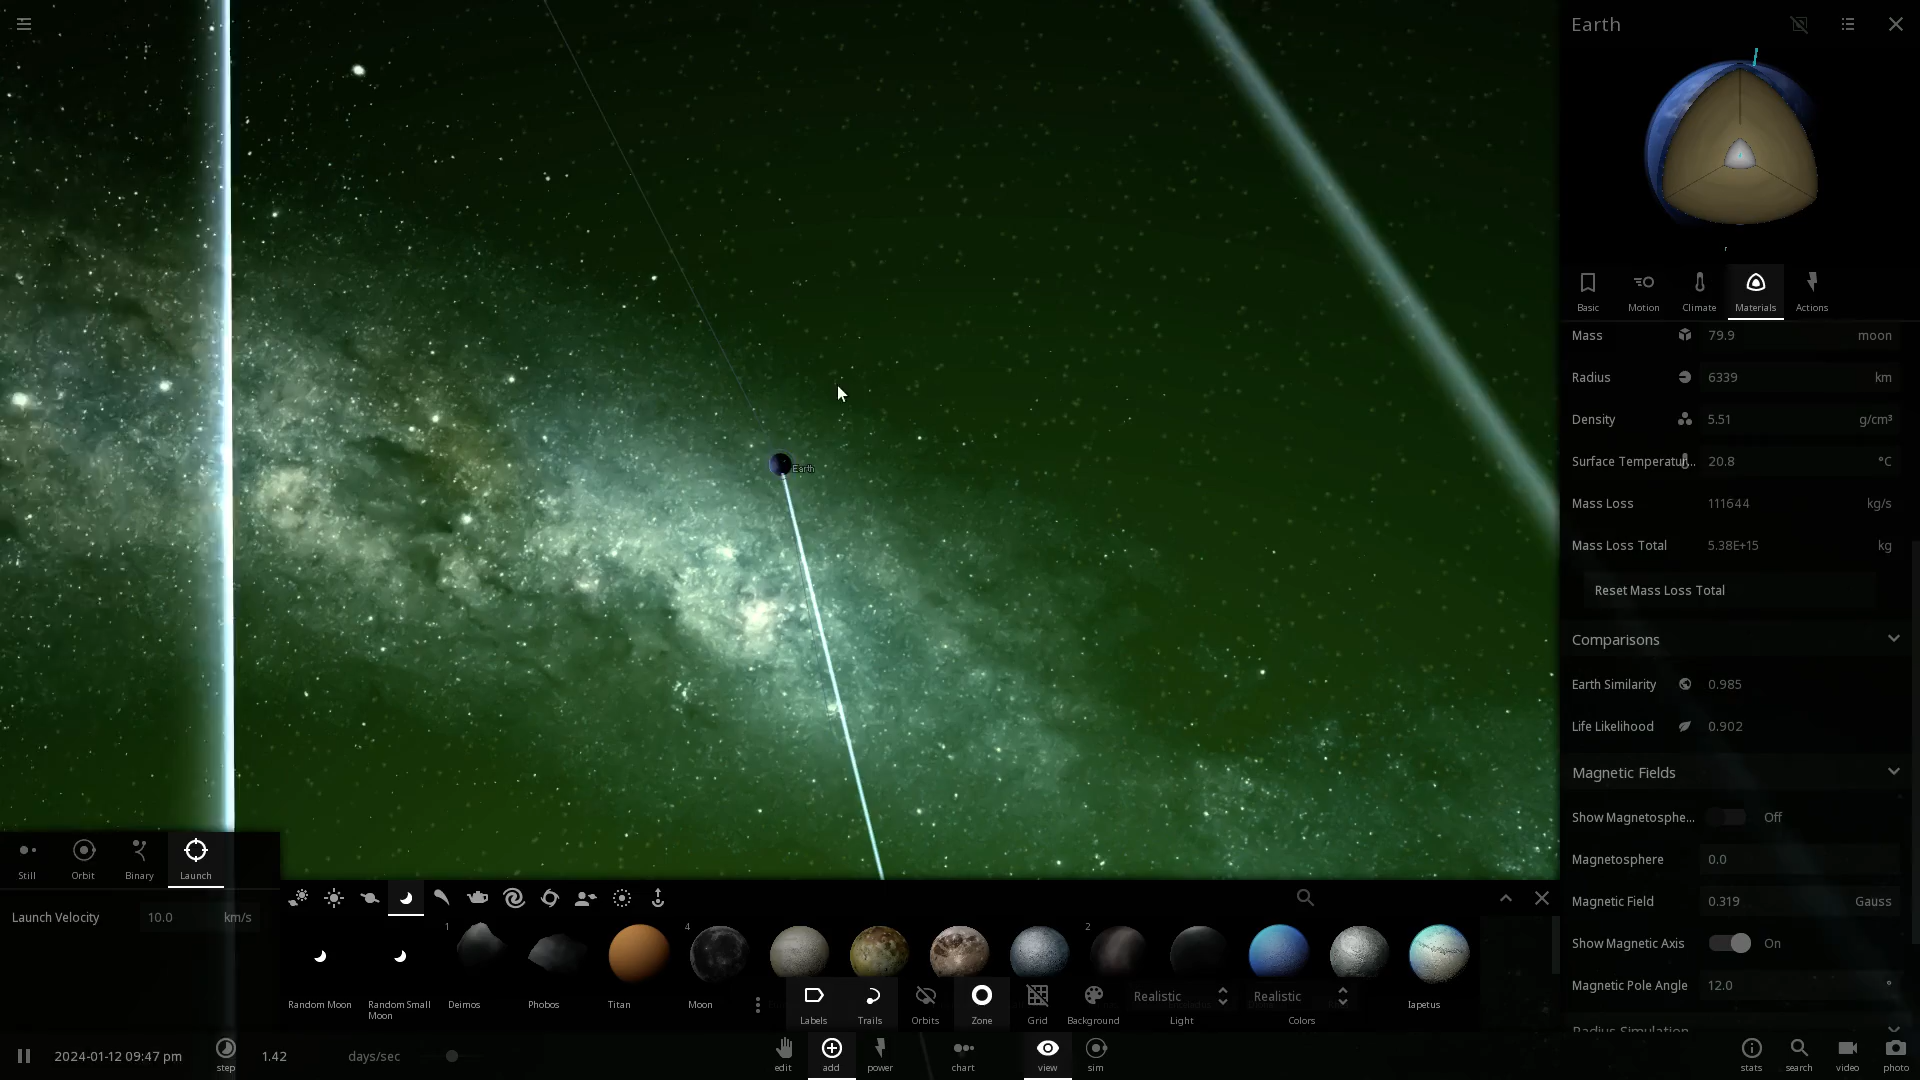 Earth
Basic
Motion
Climate
Materials
Actions
Mass 79.9 moon
Radius 6339 km
Density 5.51 g/cm³
Surface Temperatur... 20.8 °C
Mass Loss 111644 kg/s
Mass Loss Total 5.38E+15 kg
Reset Mass Loss Total
Comparisons
Earth Similarity 0.985
Life Likelihood 0.902
Magnetic Fields
Show Magnetosphe... Off
Magnetosphere 0.0
Magnetic Field 0.319 Gauss
Show Magnetic Axis On
Magnetic Pole Angle 12.0 °
Radius Simulation
Earth
Still
Orbit
Binary
Launch
Launch Velocity 10.0 km/s
1
4
2
Random Moon
Random Small
Moon
Deimos
Phobos
Titan
Moon
Iapetus
Labels
Trails
Orbits
Zone
Grid
Background
Realistic
Light
Realistic
Colors
2024-01-12 09:47 pm
step
1.42 days/sec
edit
add
power
chart
view
sim
stats
search
video
photo